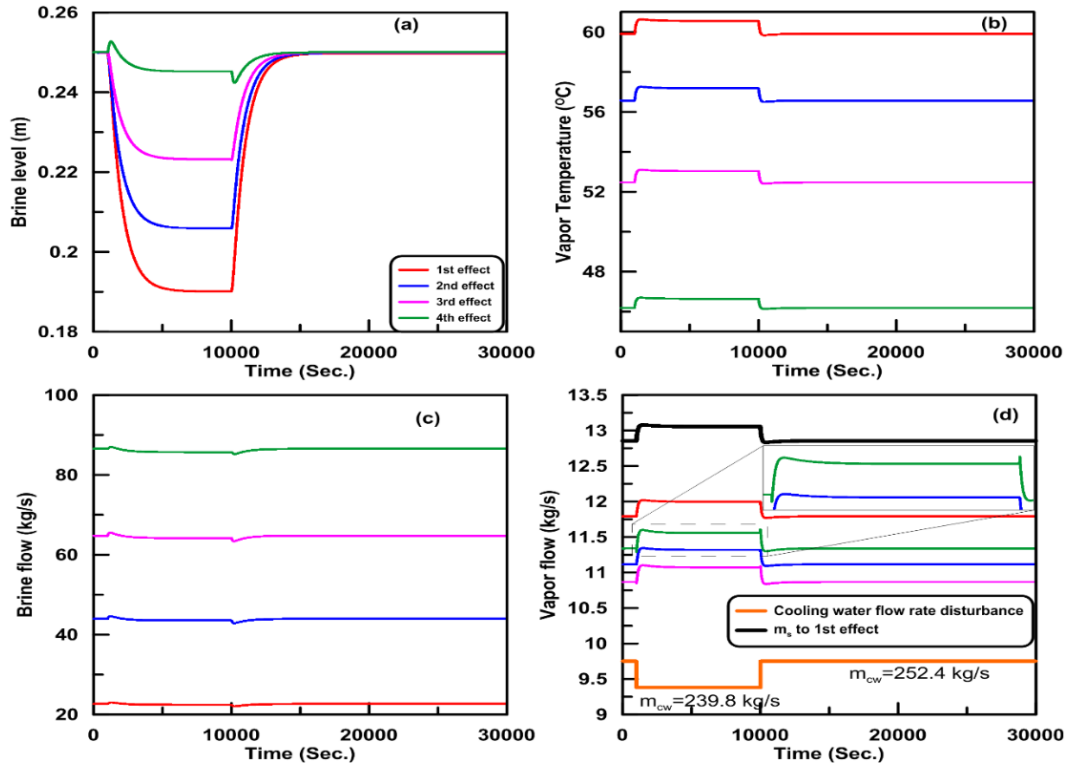 (a)
Brine level (m)
0.26
0.24
0.22
0.2
0.18
1st effect
2nd effect
3rd effect
4th effect
0
10000
20000
30000
Time (Sec.)
(b)
Vapor Temperature (ºC)
60
56
52
48
0
10000
20000
30000
Time (Sec.)
(c)
Brine flow (kg/s)
100
80
60
40
20
0
10000
20000
30000
Time (Sec.)
(d)
Vapor flow (kg/s)
13.5
13
12.5
12
11.5
11
10.5
10
9.5
9
Cooling water flow rate disturbance
ms to 1st effect
mcw=252.4 kg/s
mcw=239.8 kg/s
0
10000
20000
30000
Time (Sec.)